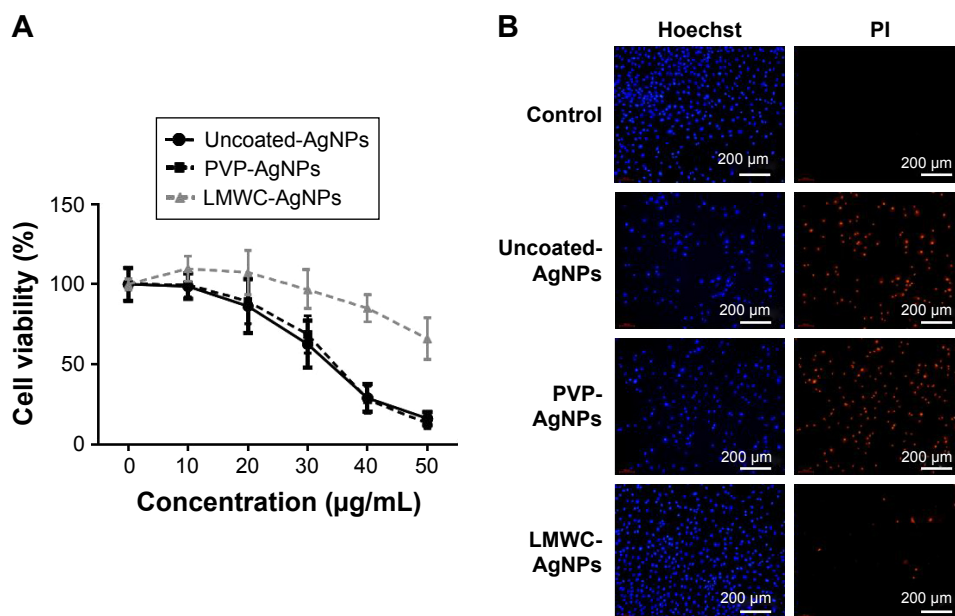 A
Uncoated-AgNPs
PVP-AgNPs
LMWC-AgNPs
150
100
50
0
Cell viability (%)
0 10 20 30 40 50
Concentration (µg/mL)
B
Hoechst PI
Control
200 µm 200 µm
Uncoated-
AgNPs
200 µm 200 µm
PVP-
AgNPs
200 µm 200 µm
LMWC-
AgNPs
200 µm 200 µm